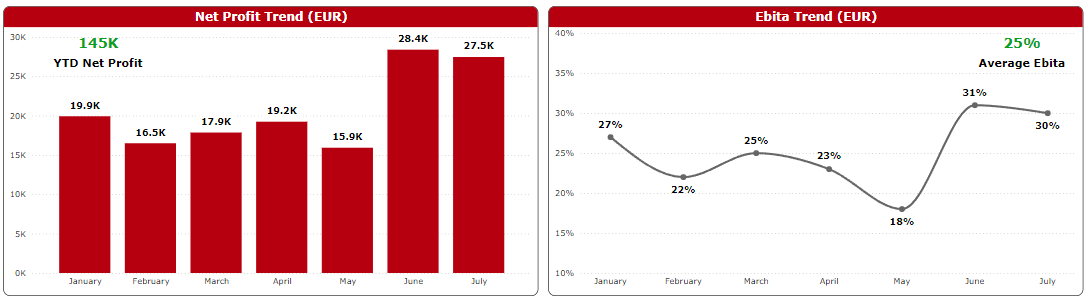 Net Profit Trend (EUR)
145K
YTD Net Profit
30K
25K
20K
15K
10K
5K
0K
19.9K
16.5K
17.9K
19.2K
15.9K
28.4K
27.5K
January February March April May June July
Ebita Trend (EUR)
25%
Average Ebita
40%
35%
30%
25%
20%
15%
10%
27%
22%
25%
23%
18%
31%
30%
January February March April May June July